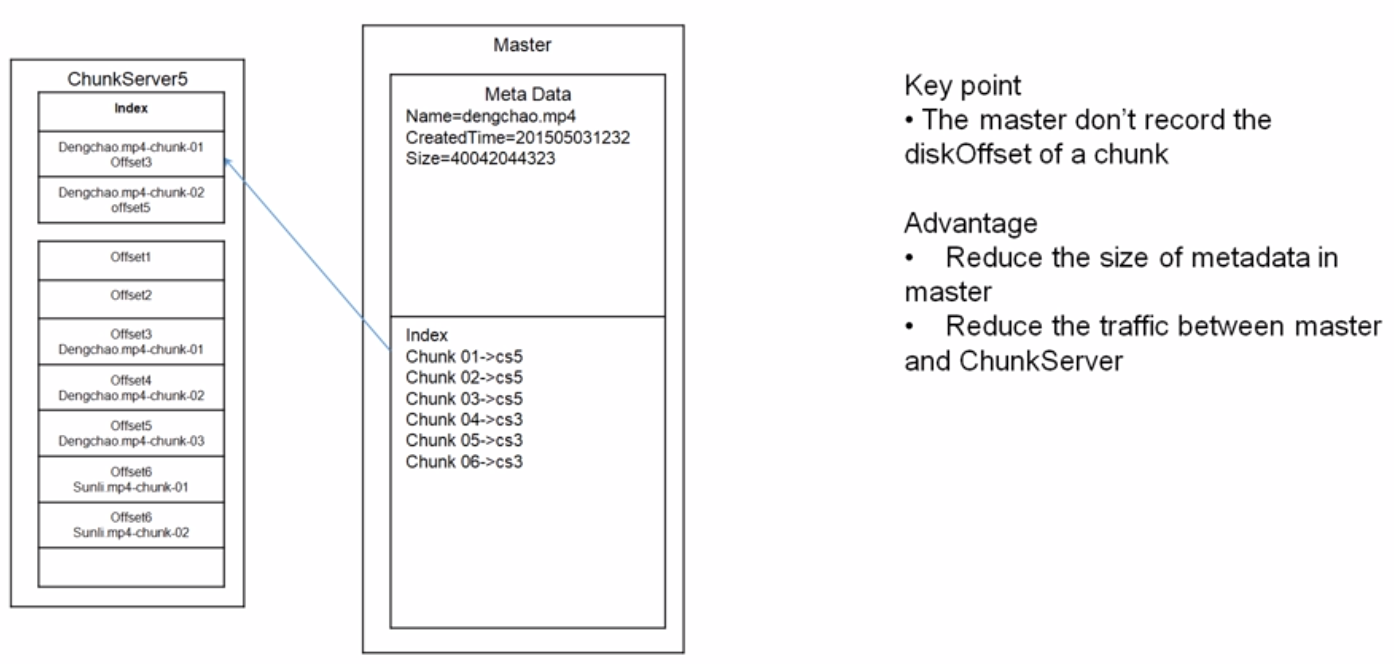 ChunkServer5
Index
Dengchao.mp4-chunk-01
Offset3
Dengchao.mp4-chunk-02
offset5
Offset1
Offset2
Offset3
Dengchao.mp4-chunk-01
Offset4
Dengchao.mp4-chunk-02
Offset5
Dengchao.mp4-chunk-03
Offset6
Sunli.mp4-chunk-01
Offset6
Sunli.mp4-chunk-02
Master
Meta Data
Name=dengchao.mp4
CreatedTime=201505031232
Size=40042044323
Index
Chunk 01->cs5
Chunk 02->cs5
Chunk 03->cs5
Chunk 04->cs3
Chunk 05->cs3
Chunk 06->cs3
Key point
• The master don't record the
diskOffset of a chunk
Advantage
• Reduce the size of metadata in
master
• Reduce the traffic between master
and ChunkServer